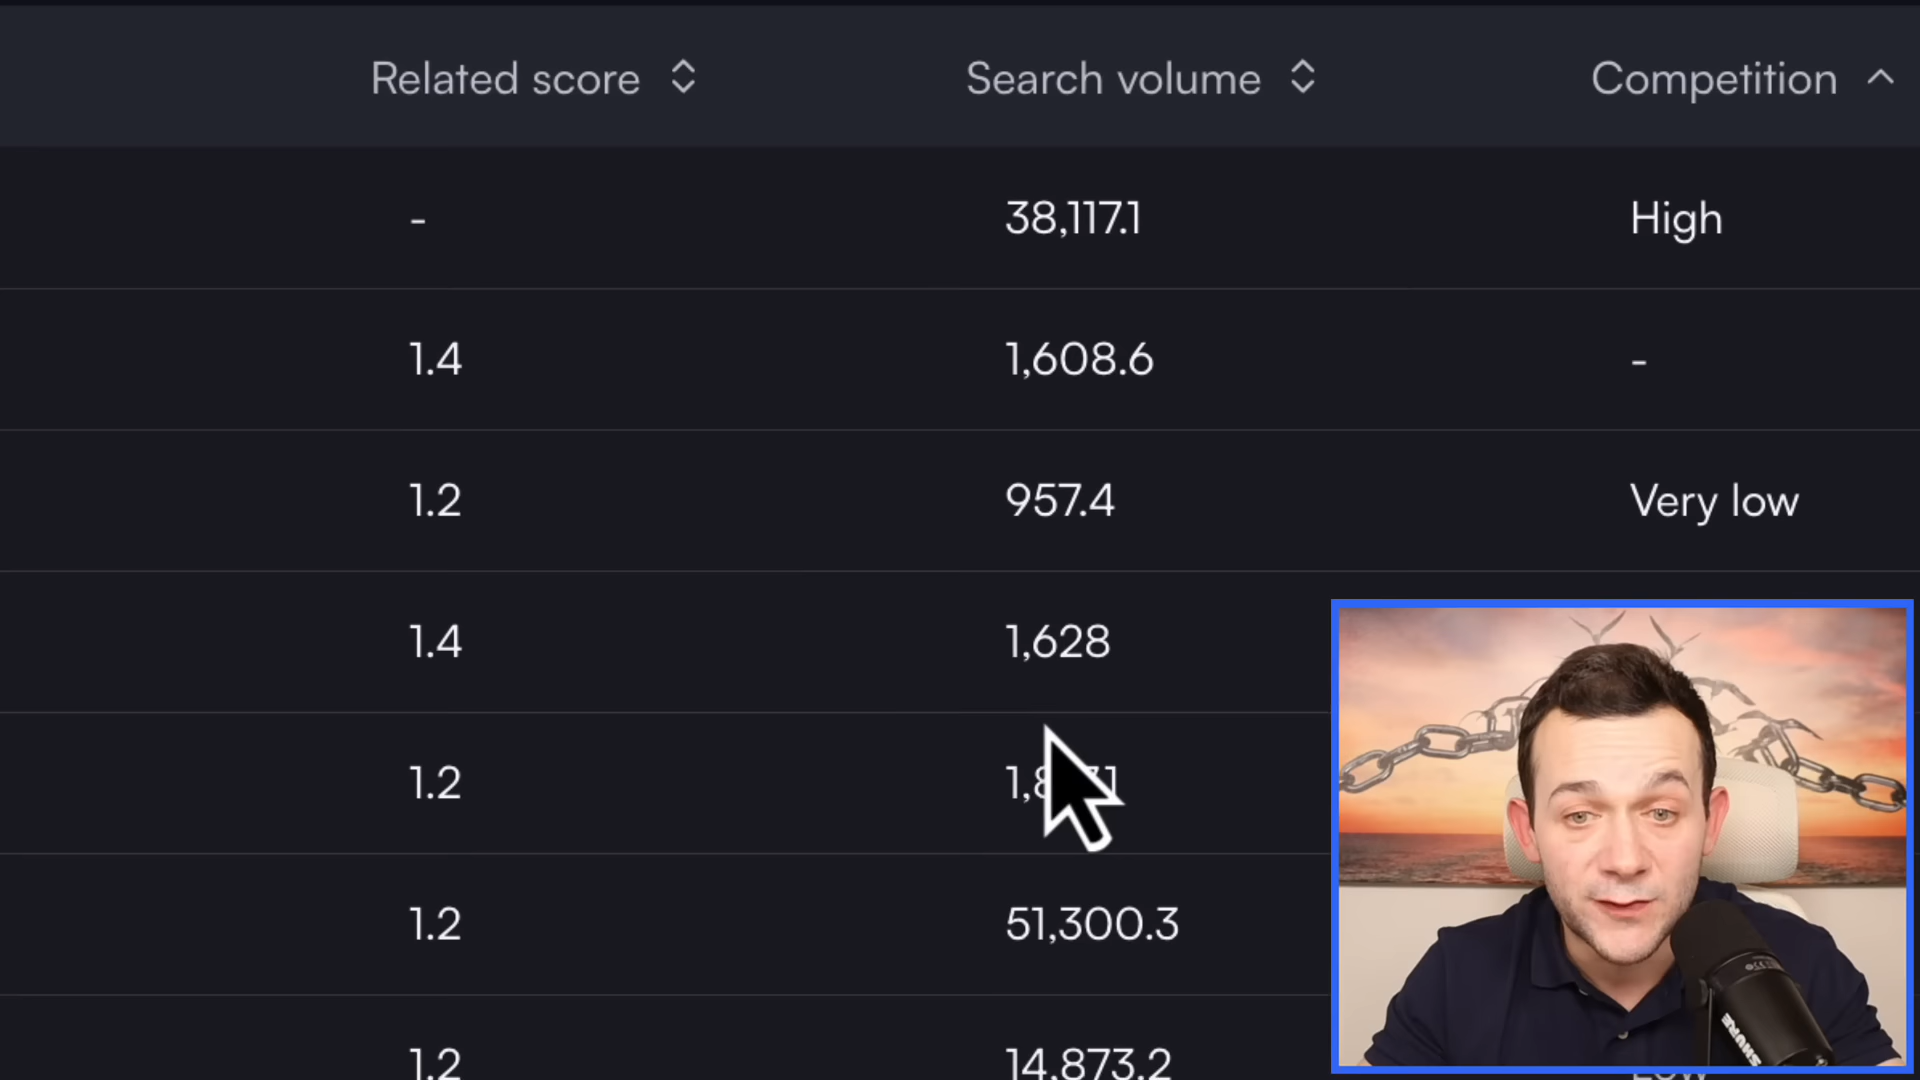 Related score Search volume Competition
- 38,117.1 High
1.4 1,608.6 -
1.2 957.4 Very low
1.4 1,628
1.2
1.2 51,300.3
1.2 14,873.2
SHURE